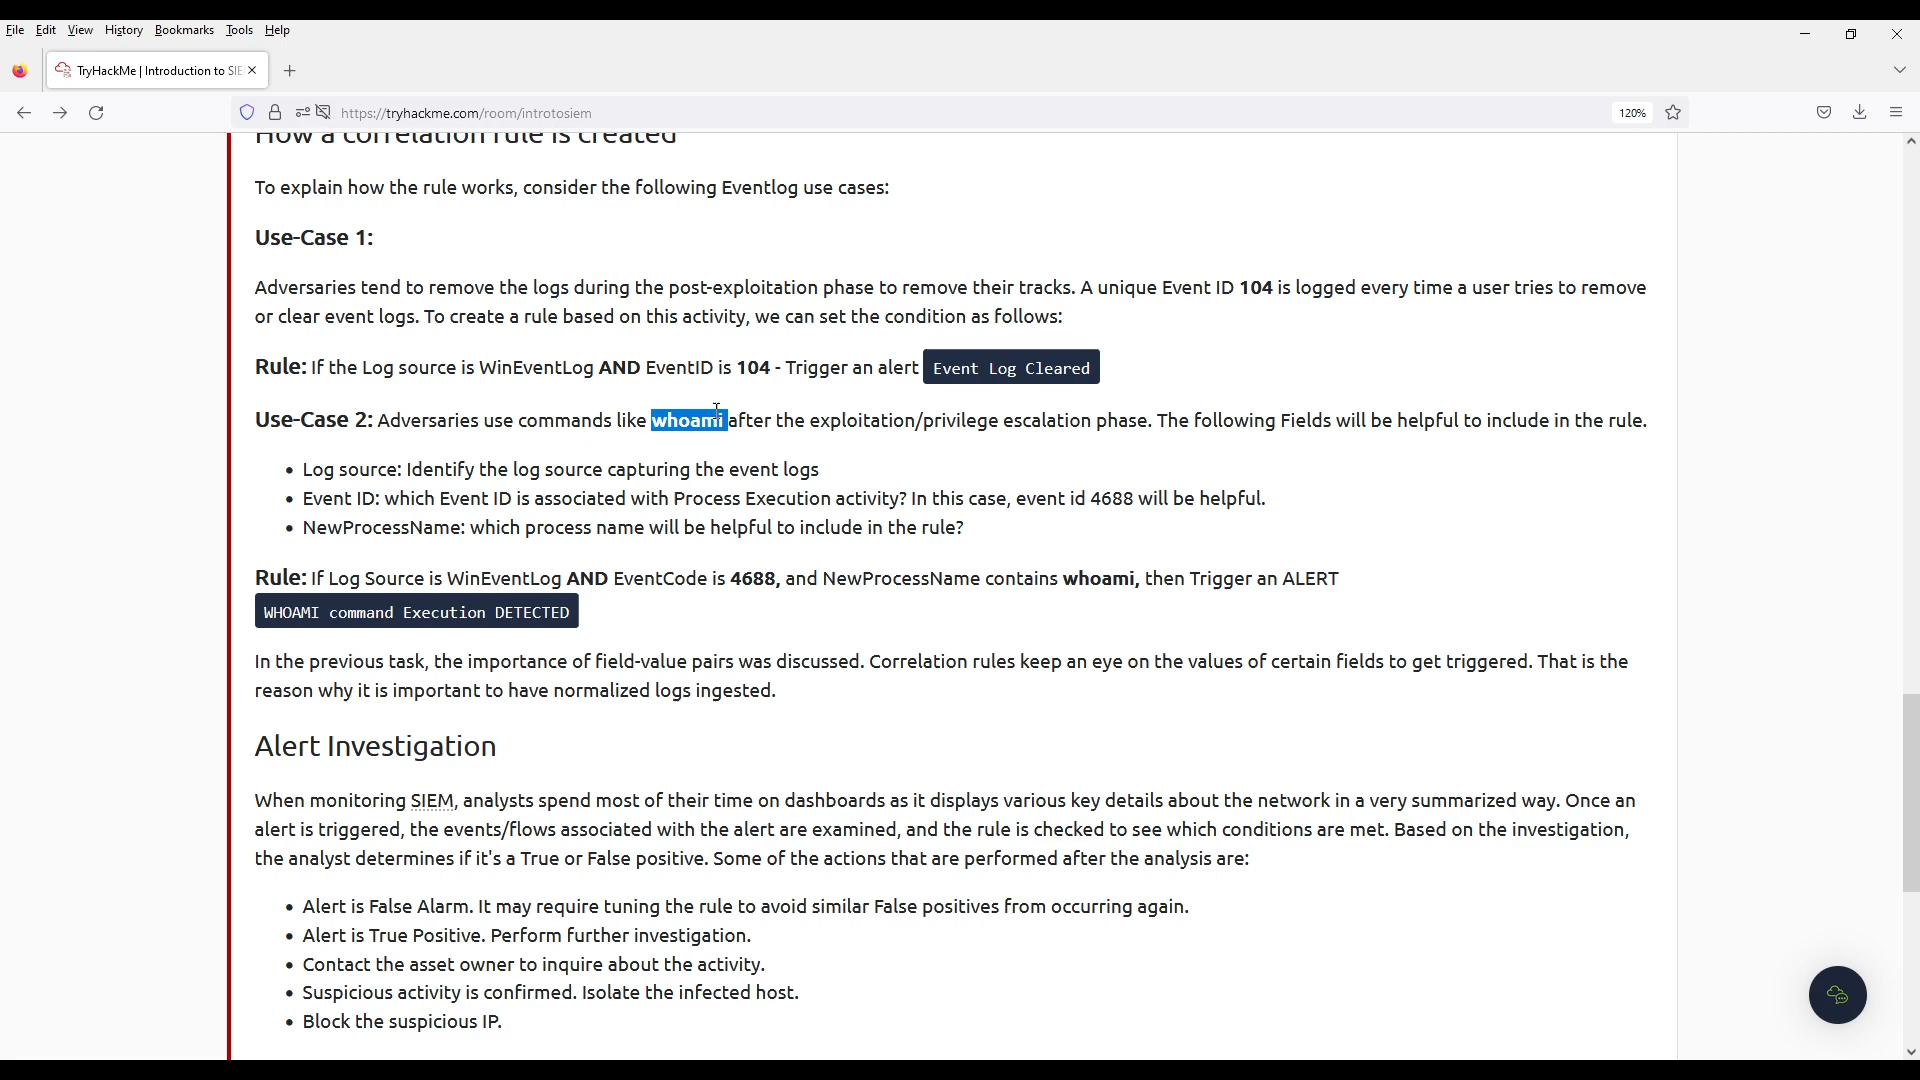 File Edit View History Bookmarks Tools Help
TryHackMe | Introduction to SIE
https://tryhackme.com/room/introtosiem
120%
How a correlation rule is created
To explain how the rule works, consider the following Eventlog use cases:
Use-Case 1:
Adversaries tend to remove the logs during the post-exploitation phase to remove their tracks. A unique Event ID 104 is logged every time a user tries to remove
or clear event logs. To create a rule based on this activity, we can set the condition as follows:
Rule: If the Log source is WinEventLog AND EventID is 104 - Trigger an alert Event Log Cleared
Use-Case 2: Adversaries use commands like whoami after the exploitation/privilege escalation phase. The following Fields will be helpful to include in the rule.
• Log source: Identify the log source capturing the event logs
• Event ID: which Event ID is associated with Process Execution activity? In this case, event id 4688 will be helpful.
• NewProcessName: which process name will be helpful to include in the rule?
Rule: If Log Source is WinEventLog AND EventCode is 4688, and NewProcessName contains whoami, then Trigger an ALERT
WHOAMI command Execution DETECTED
In the previous task, the importance of field-value pairs was discussed. Correlation rules keep an eye on the values of certain fields to get triggered. That is the
reason why it is important to have normalized logs ingested.
Alert Investigation
When monitoring SIEM, analysts spend most of their time on dashboards as it displays various key details about the network in a very summarized way. Once an
alert is triggered, the events/flows associated with the alert are examined, and the rule is checked to see which conditions are met. Based on the investigation,
the analyst determines if it's a True or False positive. Some of the actions that are performed after the analysis are:
• Alert is False Alarm. It may require tuning the rule to avoid similar False positives from occurring again.
• Alert is True Positive. Perform further investigation.
• Contact the asset owner to inquire about the activity.
• Suspicious activity is confirmed. Isolate the infected host.
• Block the suspicious IP.